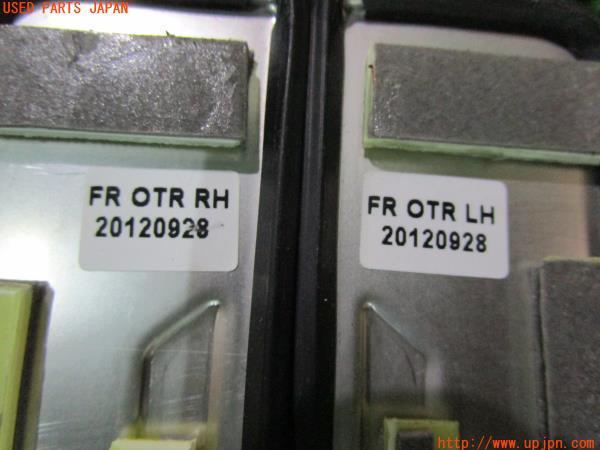 USED PARTS JAPAN
FR OTR RH
20120928
FR OTR LH
20120928
http://www.upjpn.com/